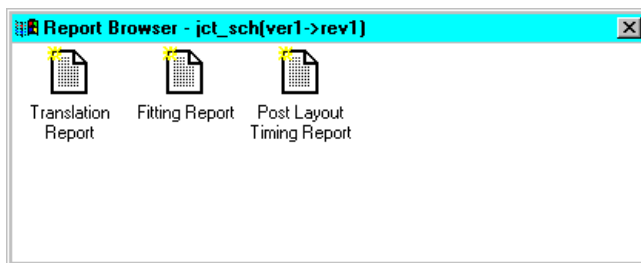 Report Browser - jct_sch(ver1->rev1)
Translation Report
Fitting Report
Post Layout Timing Report